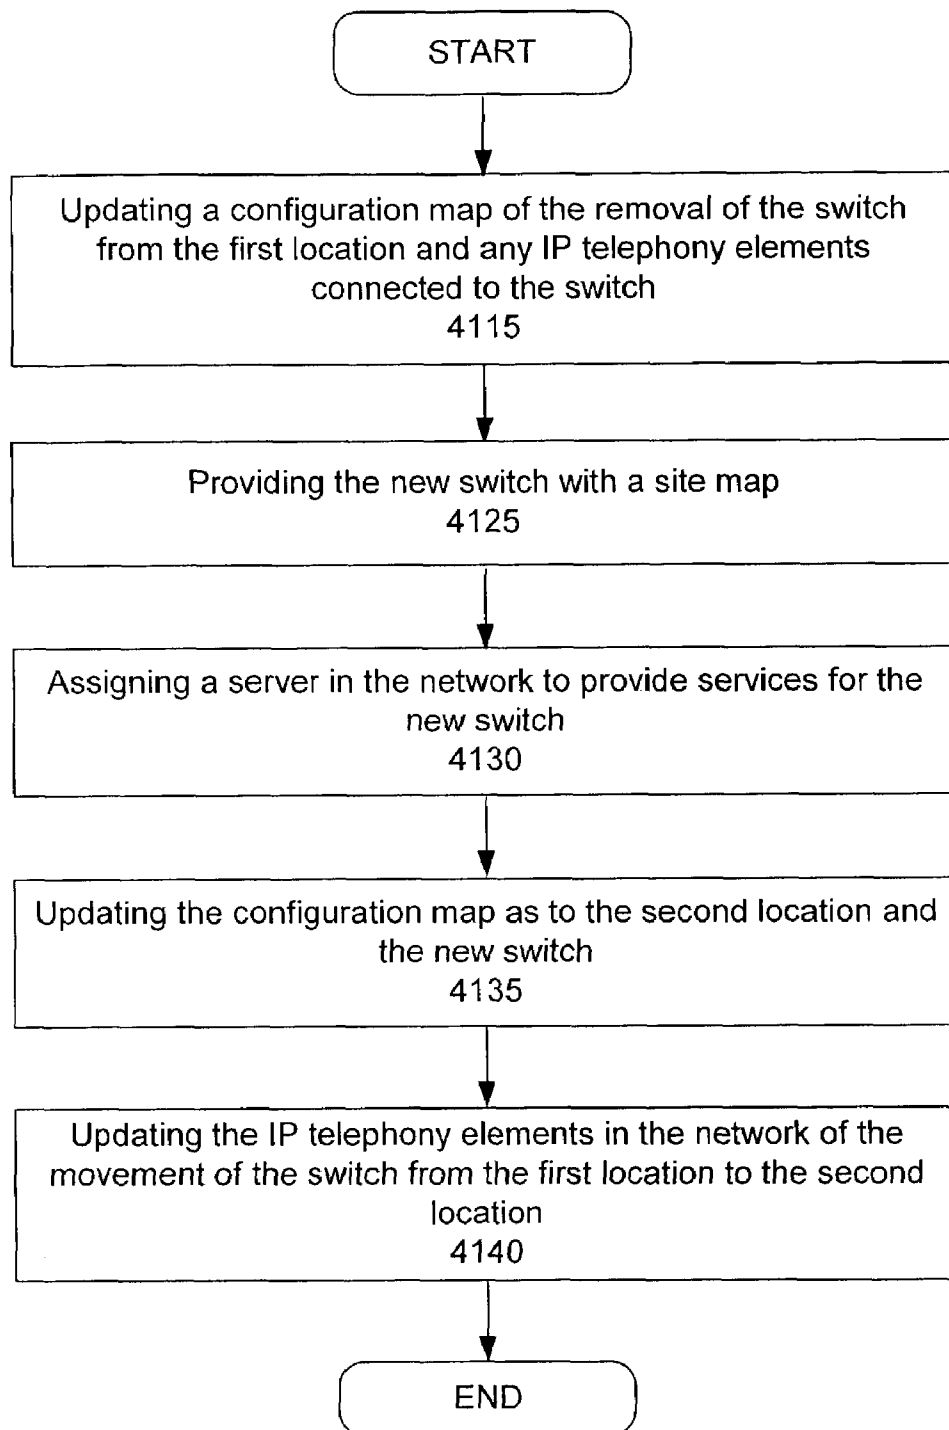 START
Updating a configuration map of the removal of the switch
from the first location and any IP telephony elements
connected to the switch
4115
Providing the new switch with a site map
4125
Assigning a server in the network to provide services for the
new switch
4130
Updating the configuration map as to the second location and
the new switch
4135
Updating the IP telephony elements in the network of the
movement of the switch from the first location to the second
location
4140
END